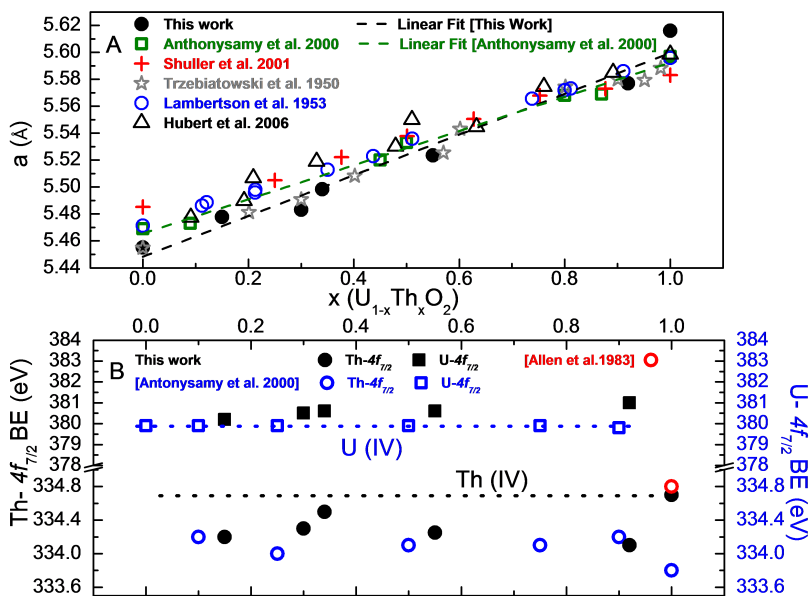 5.62
5.60
5.58
5.56
5.54
5.52
5.50
5.48
5.46
5.44
a (Å)
A
This work
Anthonysamy et al. 2000
Shuller et al. 2001
Trzebiatowski et al. 1950
Lambertson et al. 1953
Hubert et al. 2006
Linear Fit [This Work]
Linear Fit [Anthonysamy et al. 2000]
0.0 0.2 0.4 0.6 0.8 1.0
x (U1-xThxO2)
0.0 0.2 0.4 0.6 0.8 1.0
384
383
382
381
380
379
378
334.8
334.4
334.0
333.6
Th- 4f7/2 BE (eV)
B
This work Th-4f7/2 U-4f7/2 [Allen et al.1983]
[Antonysamy et al. 2000] Th-4f7/2 U-4f7/2
U (IV)
Th (IV)
384
383
382
381
380
379
378
334.8
334.4
334.0
333.6
U- 4f7/2 BE (eV)